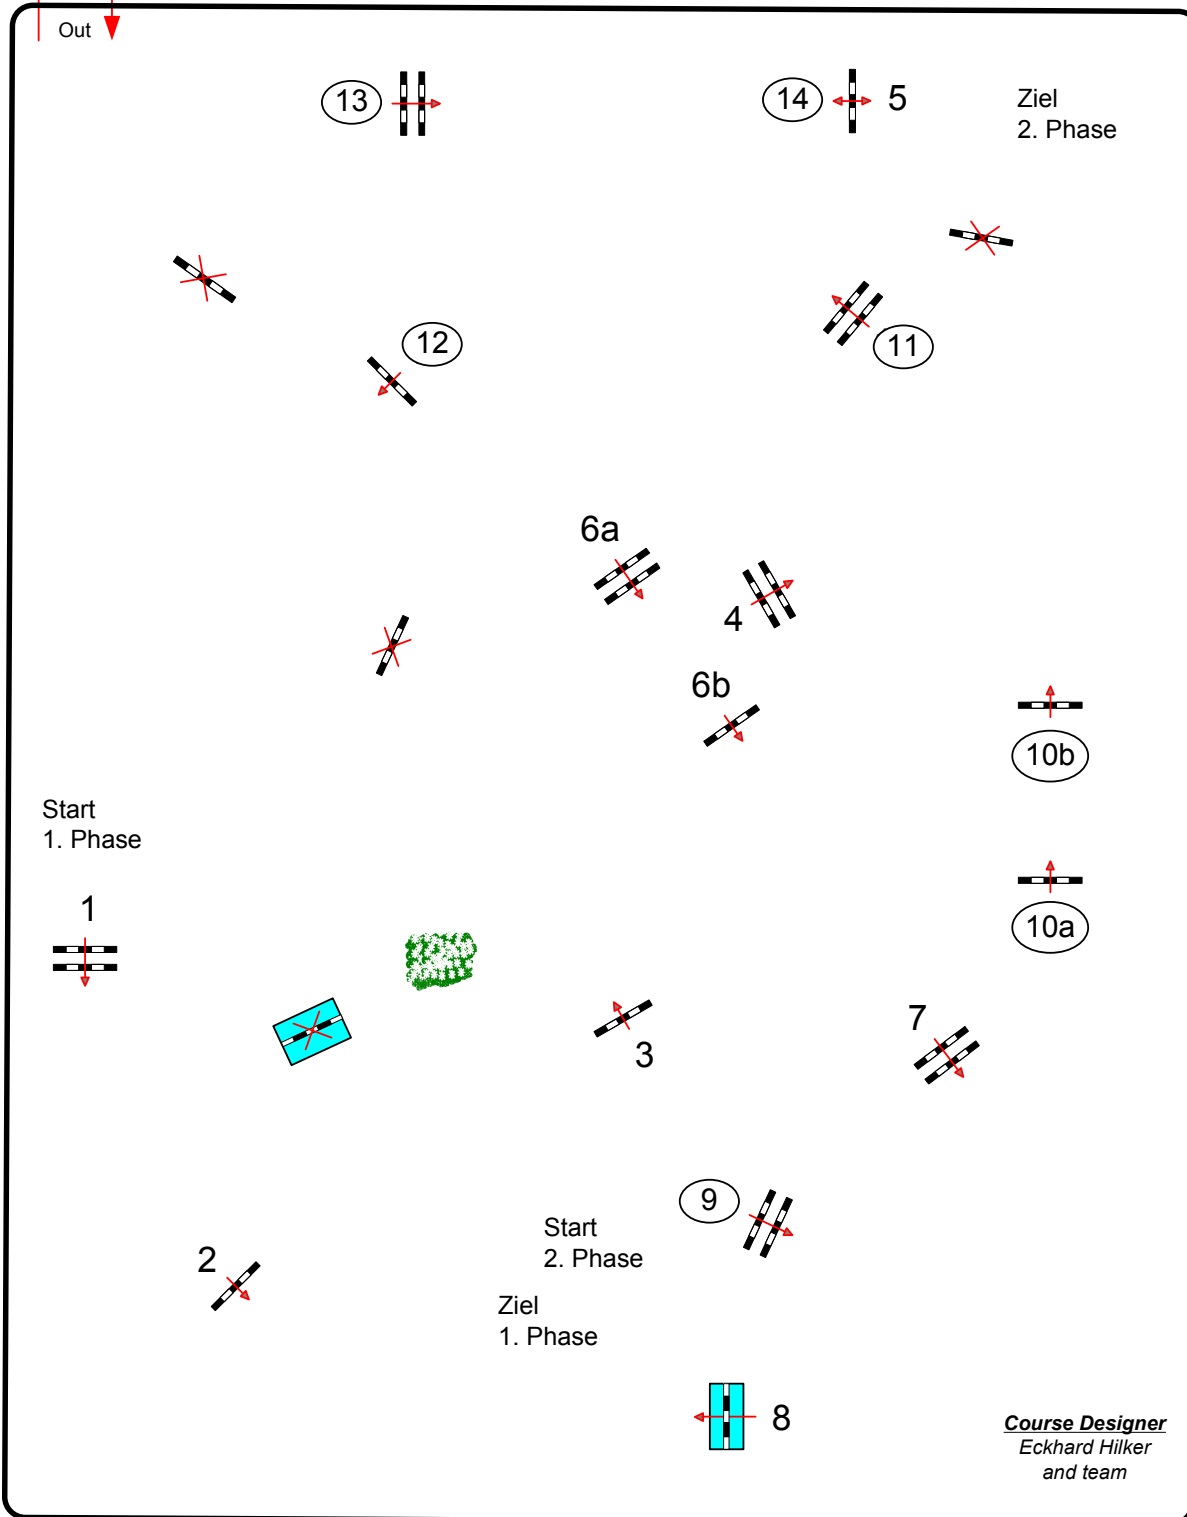 Out
13
14
5
Ziel
2. Phase
12
11
6a
4
6b
10b
Start
1. Phase
1
10a
3
7
9
Start
2. Phase
2
Ziel
1. Phase
8
Course Designer
Eckhard Hilker
and team